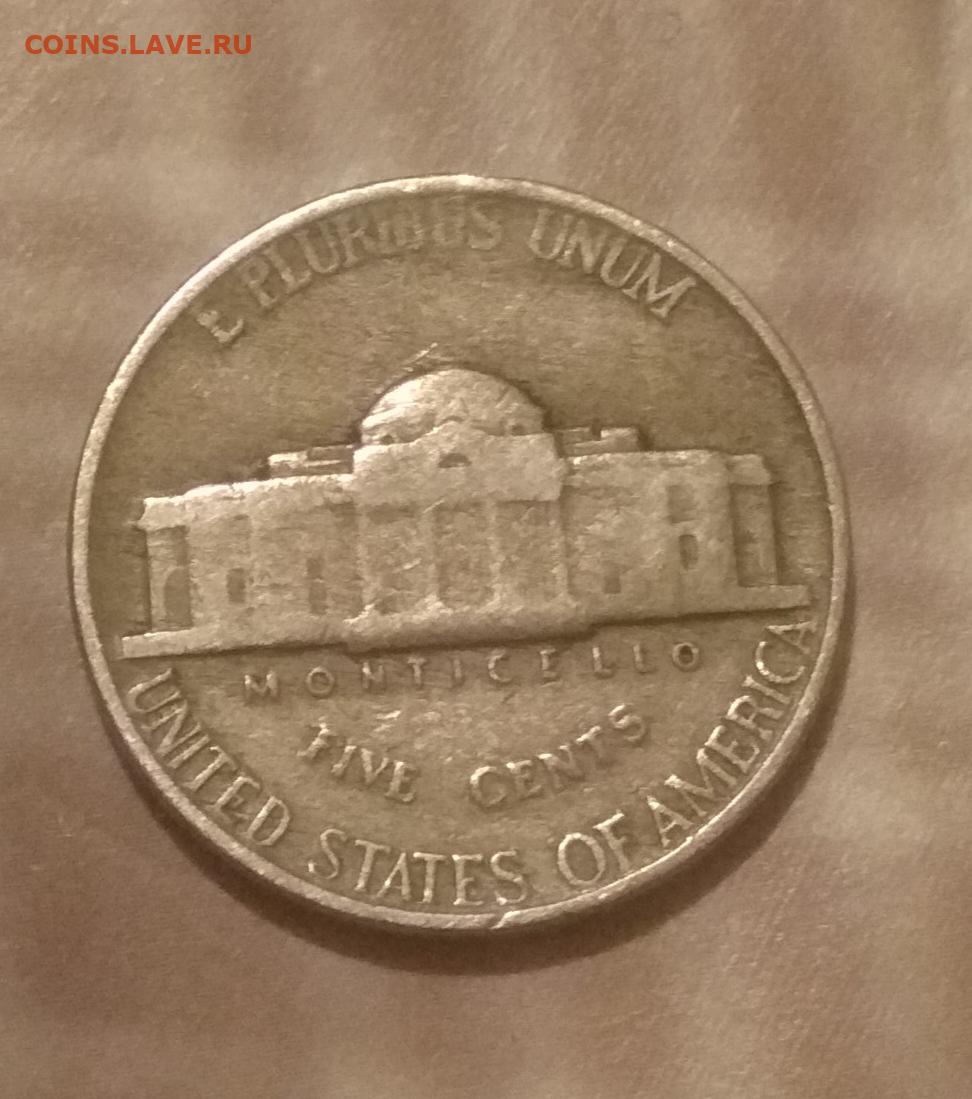 COINS.LAVE.RU
E PLURIBUS UNUM
MONTICELLO
FIVE CENTS
UNITED STATES OF AMERICA